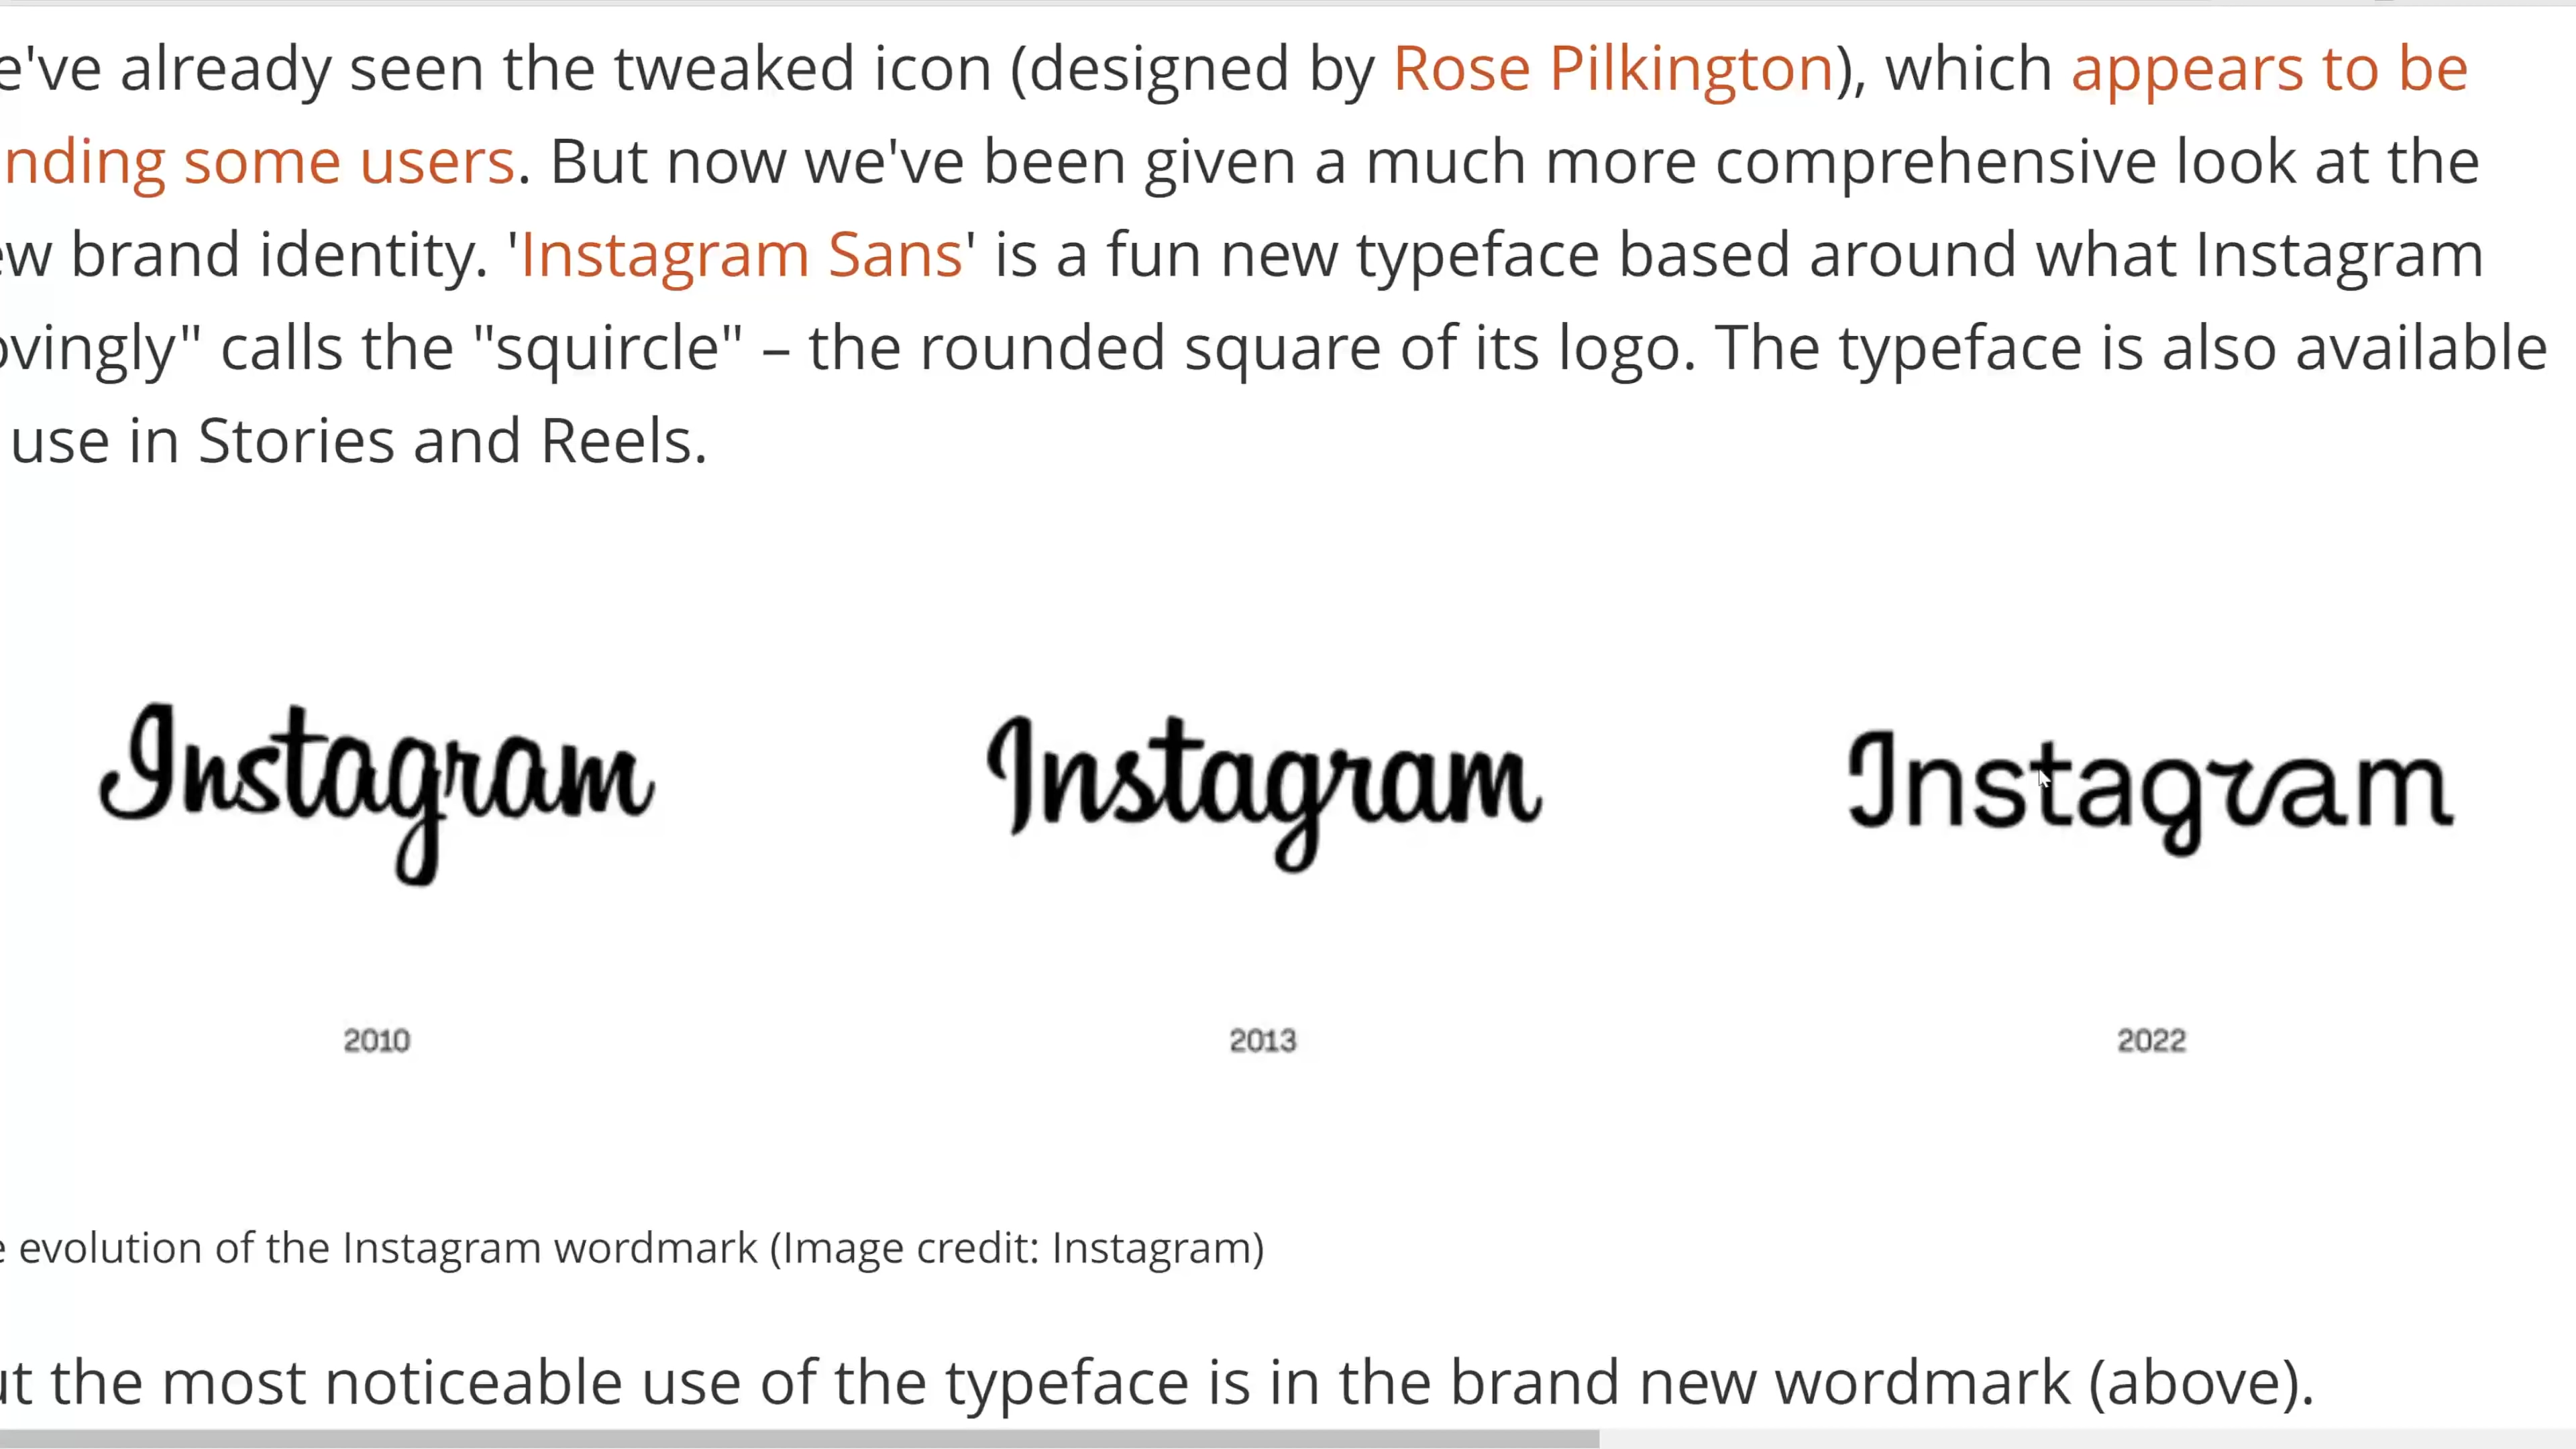 e've already seen the tweaked icon (designed by Rose Pilkington), which appears to be
nding some users. But now we've been given a much more comprehensive look at the
ew brand identity. 'Instagram Sans' is a fun new typeface based around what Instagram
ovingly" calls the "squircle" – the rounded square of its logo. The typeface is also available
use in Stories and Reels.
Instagram Instagram Instagram
2010 2013 2022
e evolution of the Instagram wordmark (Image credit: Instagram)
ut the most noticeable use of the typeface is in the brand new wordmark (above).